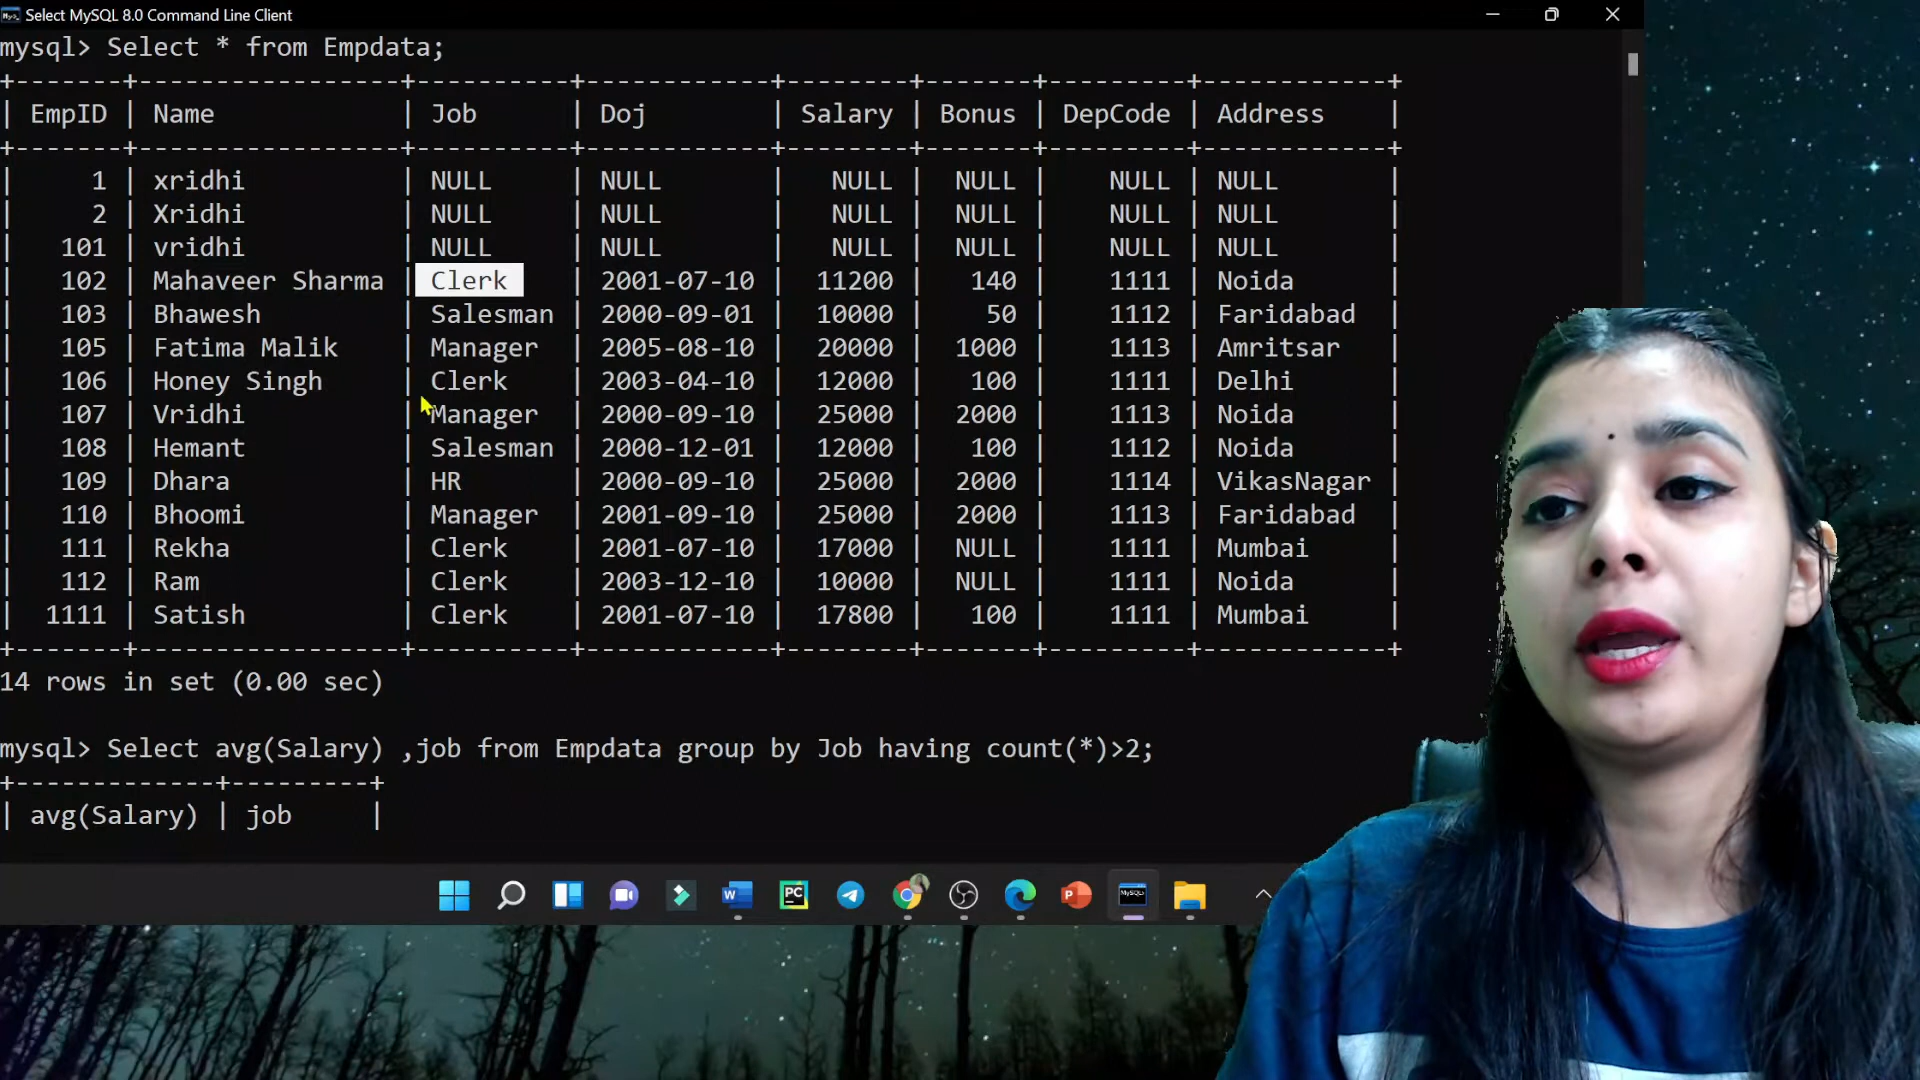 Select MySQL 8.0 Command Line Client
mysql> Select * from Empdata;
+-------+-----------------+----------+------------+--------+-------+---------+------------+
| EmpID | Name | Job | Doj | Salary | Bonus | DepCode | Address |
+-------+-----------------+----------+------------+--------+-------+---------+------------+
| 1 | xridhi | NULL | NULL | NULL | NULL | NULL | NULL |
| 2 | Xridhi | NULL | NULL | NULL | NULL | NULL | NULL |
| 101 | vridhi | NULL | NULL | NULL | NULL | NULL | NULL |
| 102 | Mahaveer Sharma | Clerk | 2001-07-10 | 11200 | 140 | 1111 | Noida |
| 103 | Bhawesh | Salesman | 2000-09-01 | 10000 | 50 | 1112 | Faridabad |
| 105 | Fatima Malik | Manager | 2005-08-10 | 20000 | 1000 | 1113 | Amritsar |
| 106 | Honey Singh | Clerk | 2003-04-10 | 12000 | 100 | 1111 | Delhi |
| 107 | Vridhi | Manager | 2000-09-10 | 25000 | 2000 | 1113 | Noida |
| 108 | Hemant | Salesman | 2000-12-01 | 12000 | 100 | 1112 | Noida |
| 109 | Dhara | HR | 2000-09-10 | 25000 | 2000 | 1114 | VikasNagar |
| 110 | Bhoomi | Manager | 2001-09-10 | 25000 | 2000 | 1113 | Faridabad |
| 111 | Rekha | Clerk | 2001-07-10 | 17000 | NULL | 1111 | Mumbai |
| 112 | Ram | Clerk | 2003-12-10 | 10000 | NULL | 1111 | Noida |
| 1111 | Satish | Clerk | 2001-07-10 | 17800 | 100 | 1111 | Mumbai |
+-------+-----------------+----------+------------+--------+-------+---------+------------+
14 rows in set (0.00 sec)
mysql> Select avg(Salary) ,job from Empdata group by Job having count(*)>2;
+-------------+---------+
| avg(Salary) | job |
W
PC
P
MySQL